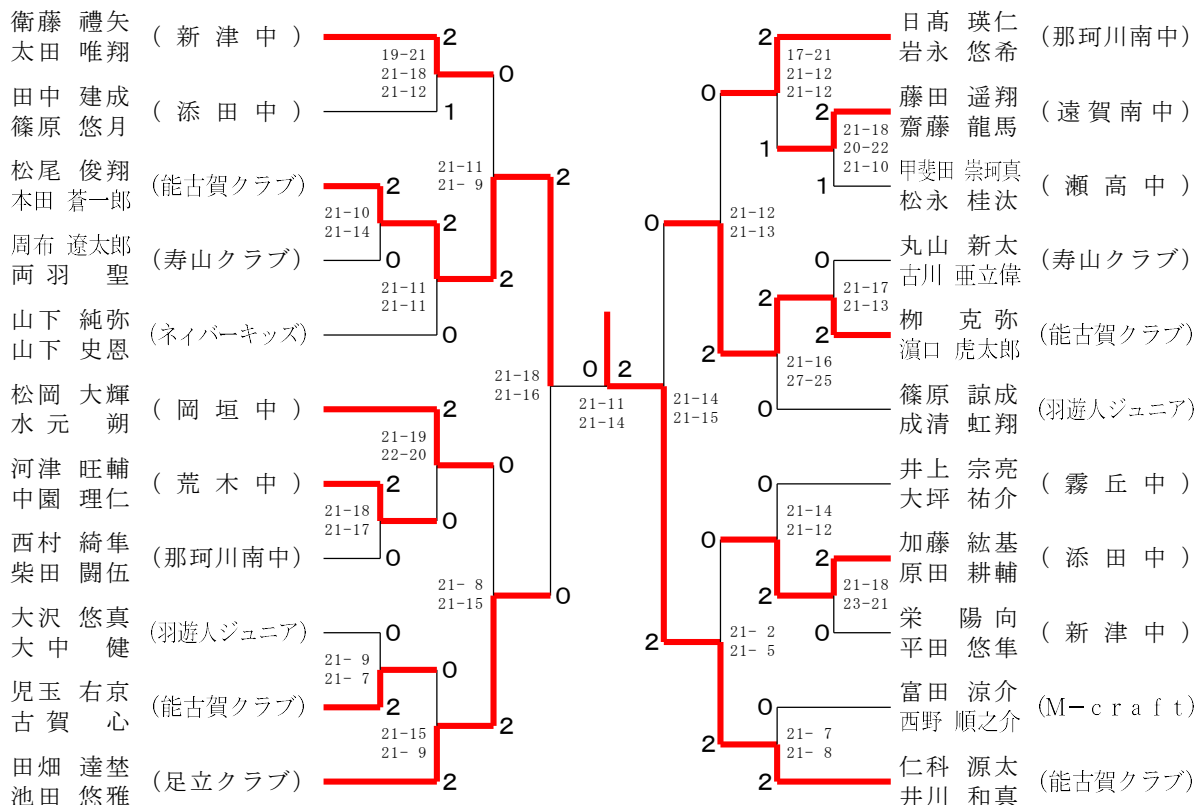 衛藤 禮矢
太田 唯翔
(新津中)
田中 建成
篠原 悠月
(添田中)
松尾 俊翔
本田 蒼一郎
(能古賀クラブ)
周布 遼太郎
両羽 聖
(寿山クラブ)
山下 純弥
山下 史恩
(ネイバーキッズ)
松岡 大輝
水元 朔
(岡垣中)
河津 旺輔
中園 理仁
(荒木中)
西村 綺隼
柴田 闘伍
(那珂川南中)
大沢 悠真
大中 健
(羽遊人ジュニア)
児玉 右京
古賀 心
(能古賀クラブ)
田畑 達埜
池田 悠雅
(足立クラブ)
2
19-21
21-18
21-12
1
0
2
21-10
21-14
0
2
21-11
21-11
0
21-11
21- 9
2
2
2
21-19
22-20
0
2
21-18
21-17
0
0
21-18
21-16
21- 8
21-15
0
0
21- 9
21- 7
2
0
21-15
21- 9
2
2
0 2
21-11
21-14
2
17-21
21-12
21-12
0
1
2
21-18
20-22
21-10
1
0
21-12
21-13
0
21-17
21-13
2
2
2
21-16
27-25
0
21-14
21-15
0
21-14
21-12
0
2
2
21-18
23-21
0
2
21- 2
21- 5
0
21- 7
21- 8
2
2
日髙 瑛仁
岩永 悠希
(那珂川南中)
藤田 遥翔
齋藤 龍馬
(遠賀南中)
甲斐田 崇珂真
松永 桂汰
(瀬高中)
丸山 新太
古川 亜立偉
(寿山クラブ)
栁 克弥
濵口 虎太郎
(能古賀クラブ)
篠原 諒成
成清 虹翔
(羽遊人ジュニア)
井上 宗亮
大坪 祐介
(霧丘中)
加藤 紘基
原田 耕輔
(添田中)
栄 陽向
平田 悠隼
(新津中)
富田 涼介
西野 順之介
(M−craft)
仁科 源太
井川 和真
(能古賀クラブ)